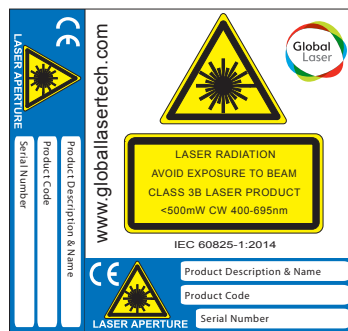 CE
LASER APERTURE
Product Description & Name
Product Code
Serial Number
www.globallasertech.com
Global
Laser
LASER RADIATION
AVOID EXPOSURE TO BEAM
CLASS 3B LASER PRODUCT
<500mW CW 400-695nm
IEC 60825-1:2014
CE
LASER APERTURE
Product Description & Name
Product Code
Serial Number